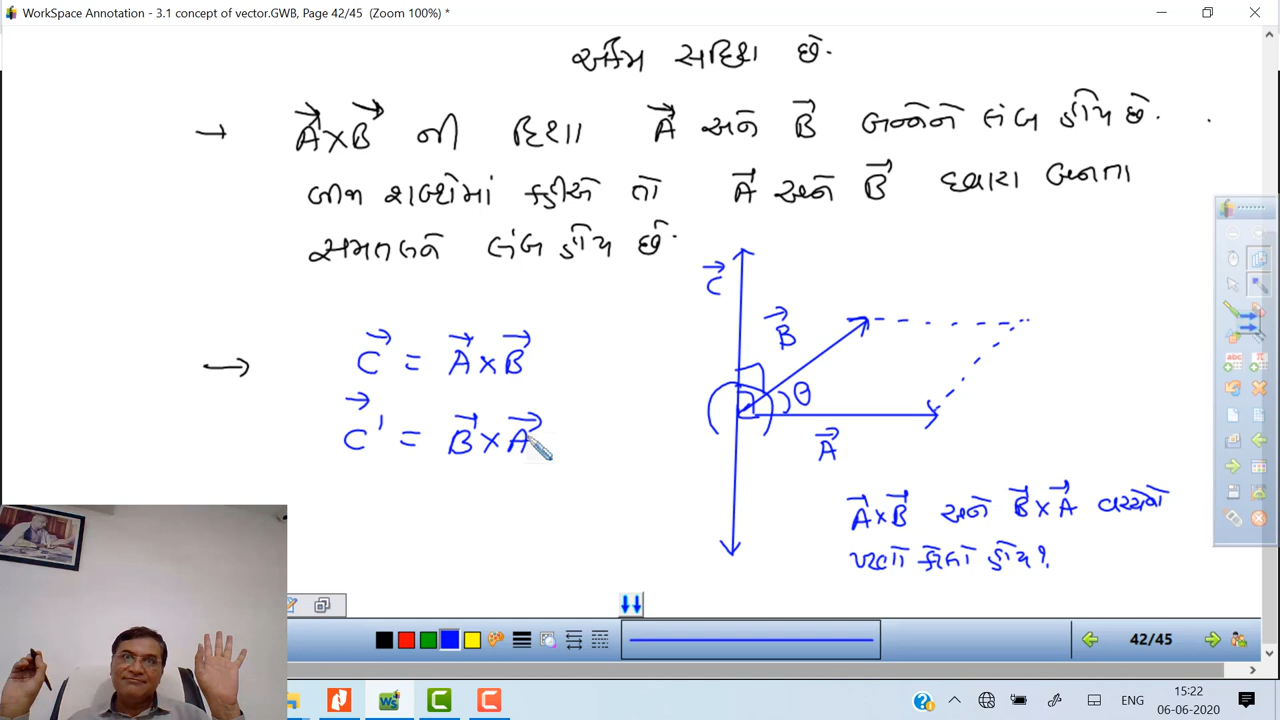 WorkSpace Annotation - 3.1 concept of vector.GWB, Page 42/45 (Zoom 100%) *
સદિશ છે.
→ A⃗×B⃗ ની દિશા A⃗ અને B⃗ બન્નેને લંબ હોય છે.
બીજા શબ્દોમાં કહીએ તો A⃗ અને B⃗ દ્વારા બનતા
સમતલને લંબ હોય છે.
→ C⃗ = A⃗×B⃗
C⃗' = B⃗×A⃗
C⃗
B⃗
θ
A⃗
A⃗×B⃗ અને B⃗×A⃗ વચ્ચેનો
ખૂણો કેટલો હોય?
42/45
ENG
15:22
06-06-2020